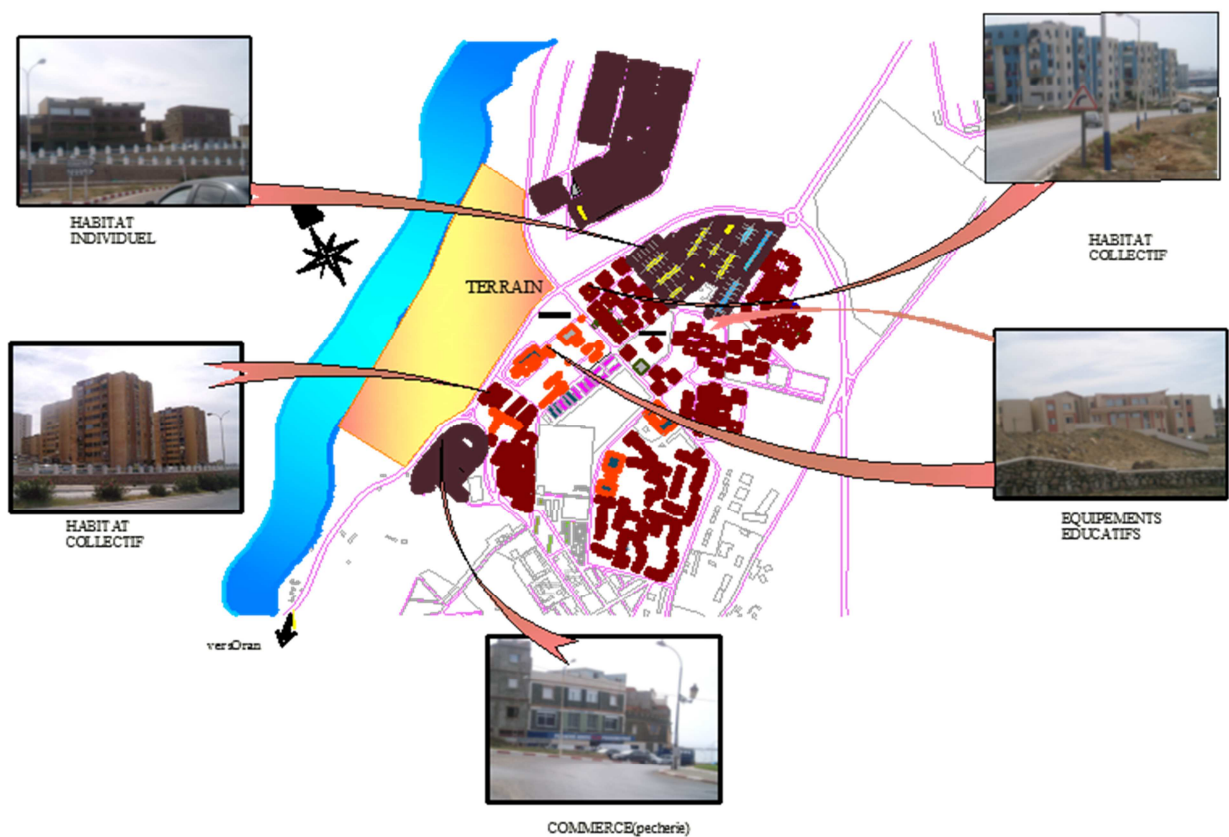 HABITAT
INDIVIDUEL
HABITAT
COLLECTIF
TERRAIN
HABITAT
COLLECTIF
EQUIPEMENTS
EDUCATIFS
versOran
COMMERCE(pecherie)